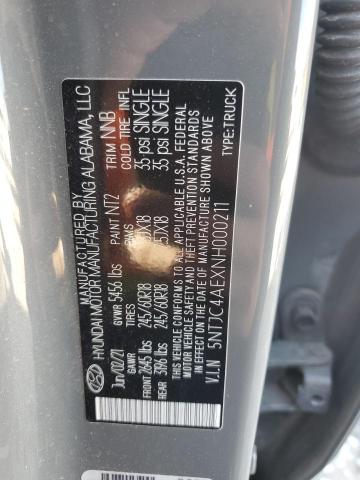 MANUFACTURED BY
HYUNDAI MOTOR MANUFACTURING ALABAMA, LLC
Jun/02/21 PAINT NT2 TRIM NNB
GVWR 5456 lbs RIMS COLD TIRE INFL
FRONT 2645 lbs 245/60R18 35 psi SINGLE
REAR 3196 lbs 245/60R18 35 psi SINGLE
THIS VEHICLE CONFORMS TO ALL APPLICABLE U.S.A. FEDERAL
MOTOR VEHICLE SAFETY, BUMPER, AND
THEFT PREVENTION STANDARDS
IN EFFECT ON THE DATE OF MANUFACTURE SHOWN ABOVE
V.I.N 5NTJC4AEXNH000211 TYPE:TRUCK